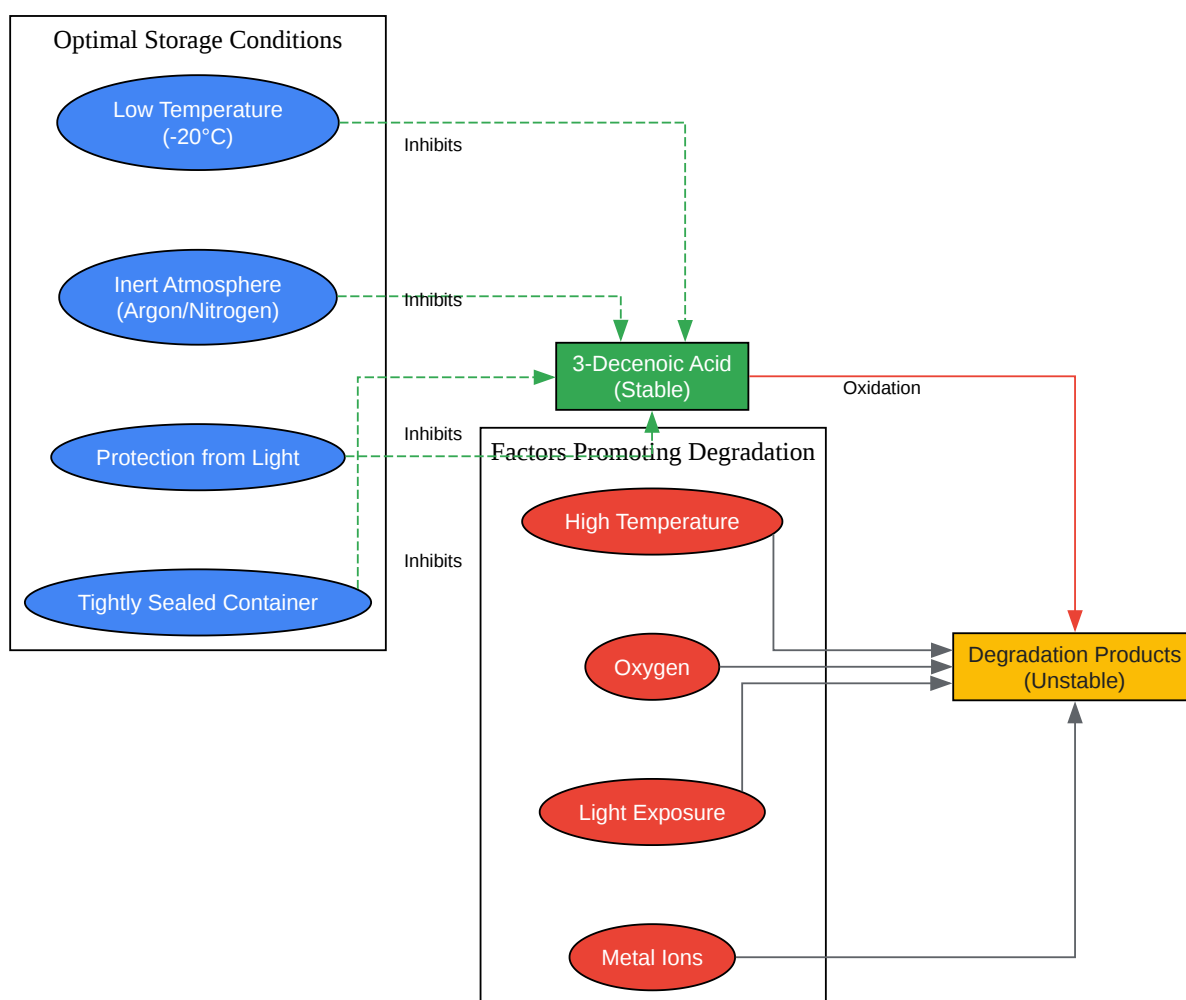 Optimal Storage Conditions
Low Temperature
(-20°C)
Inhibits
Inert Atmosphere
(Argon/Nitrogen)
Inhibits
3-Decenoic Acid
(Stable)
Oxidation
Protection from Light
Inhibits
Factors Promoting Degradation
High Temperature
Inhibits
Tightly Sealed Container
Oxygen
Degradation Products
(Unstable)
Light Exposure
Metal Ions